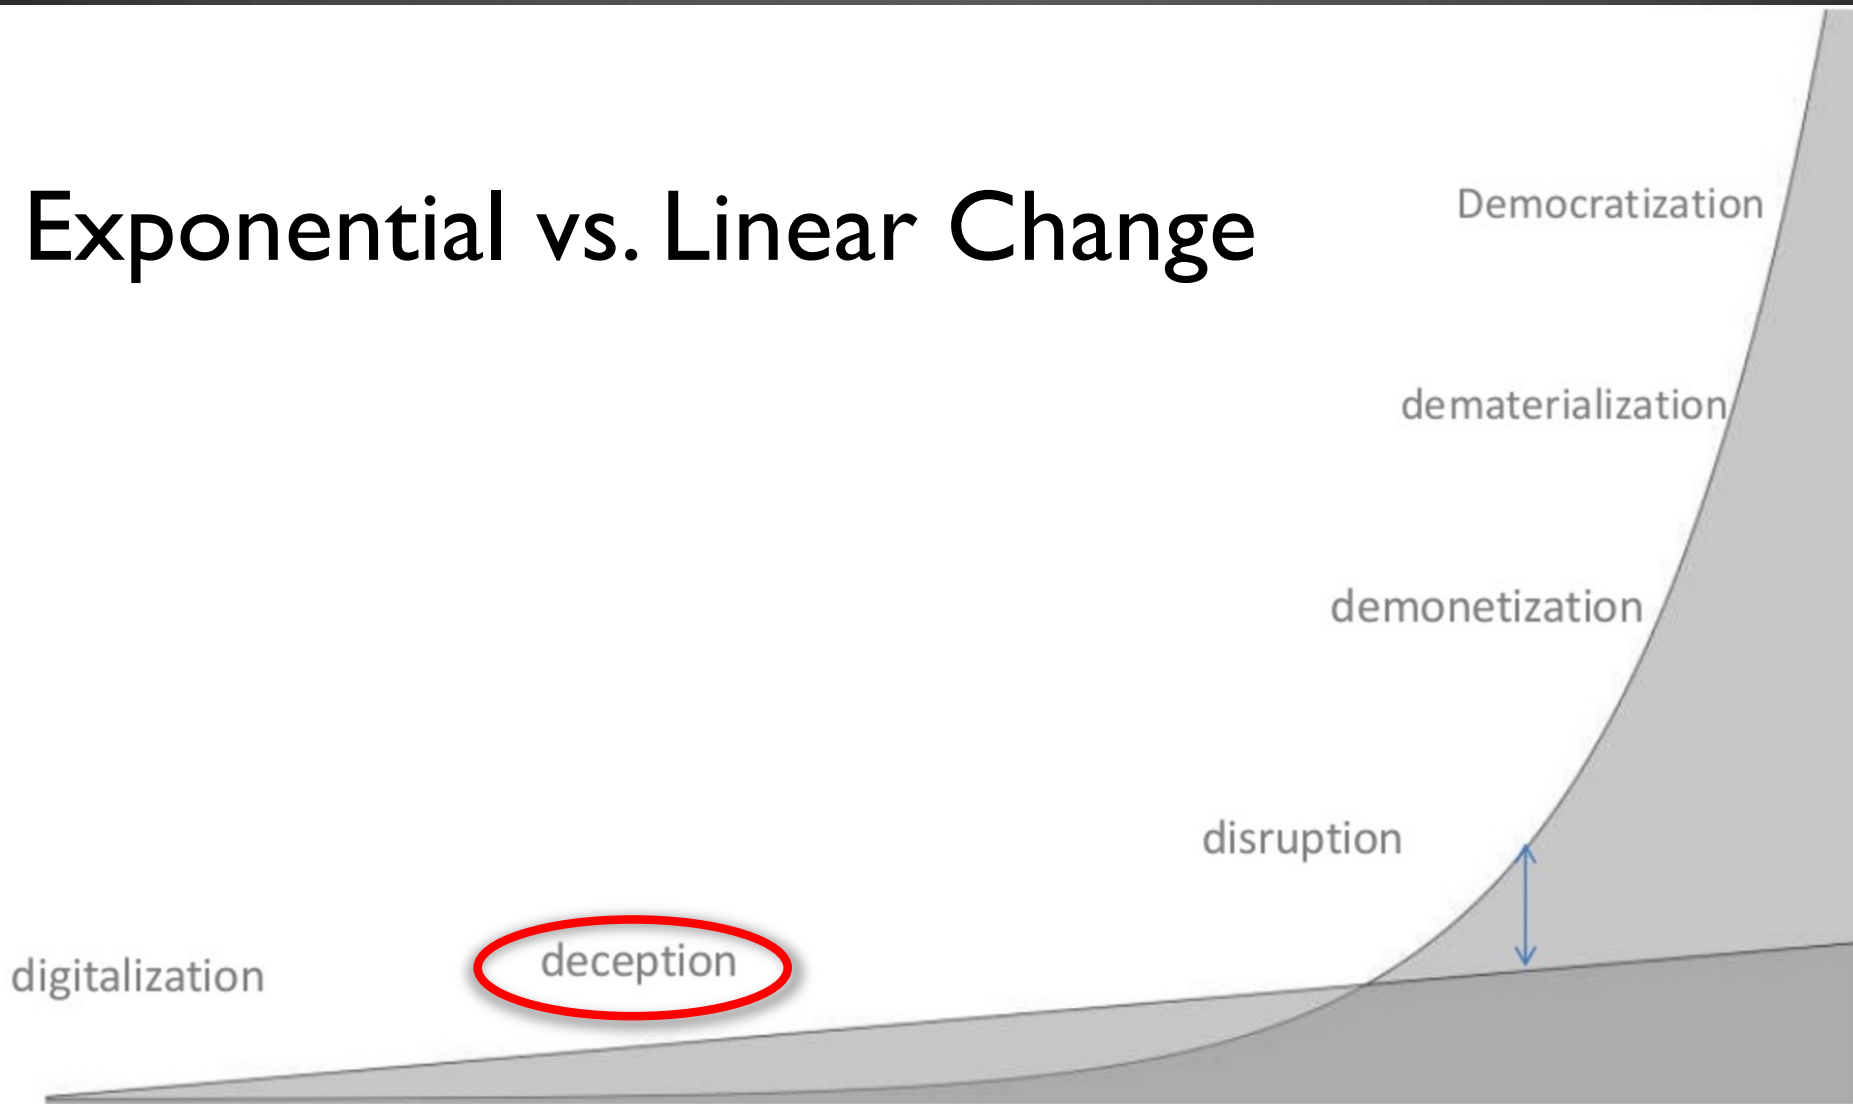 Exponential vs. Linear Change
Democratization
dematerialization
demonetization
disruption
deception
digitalization